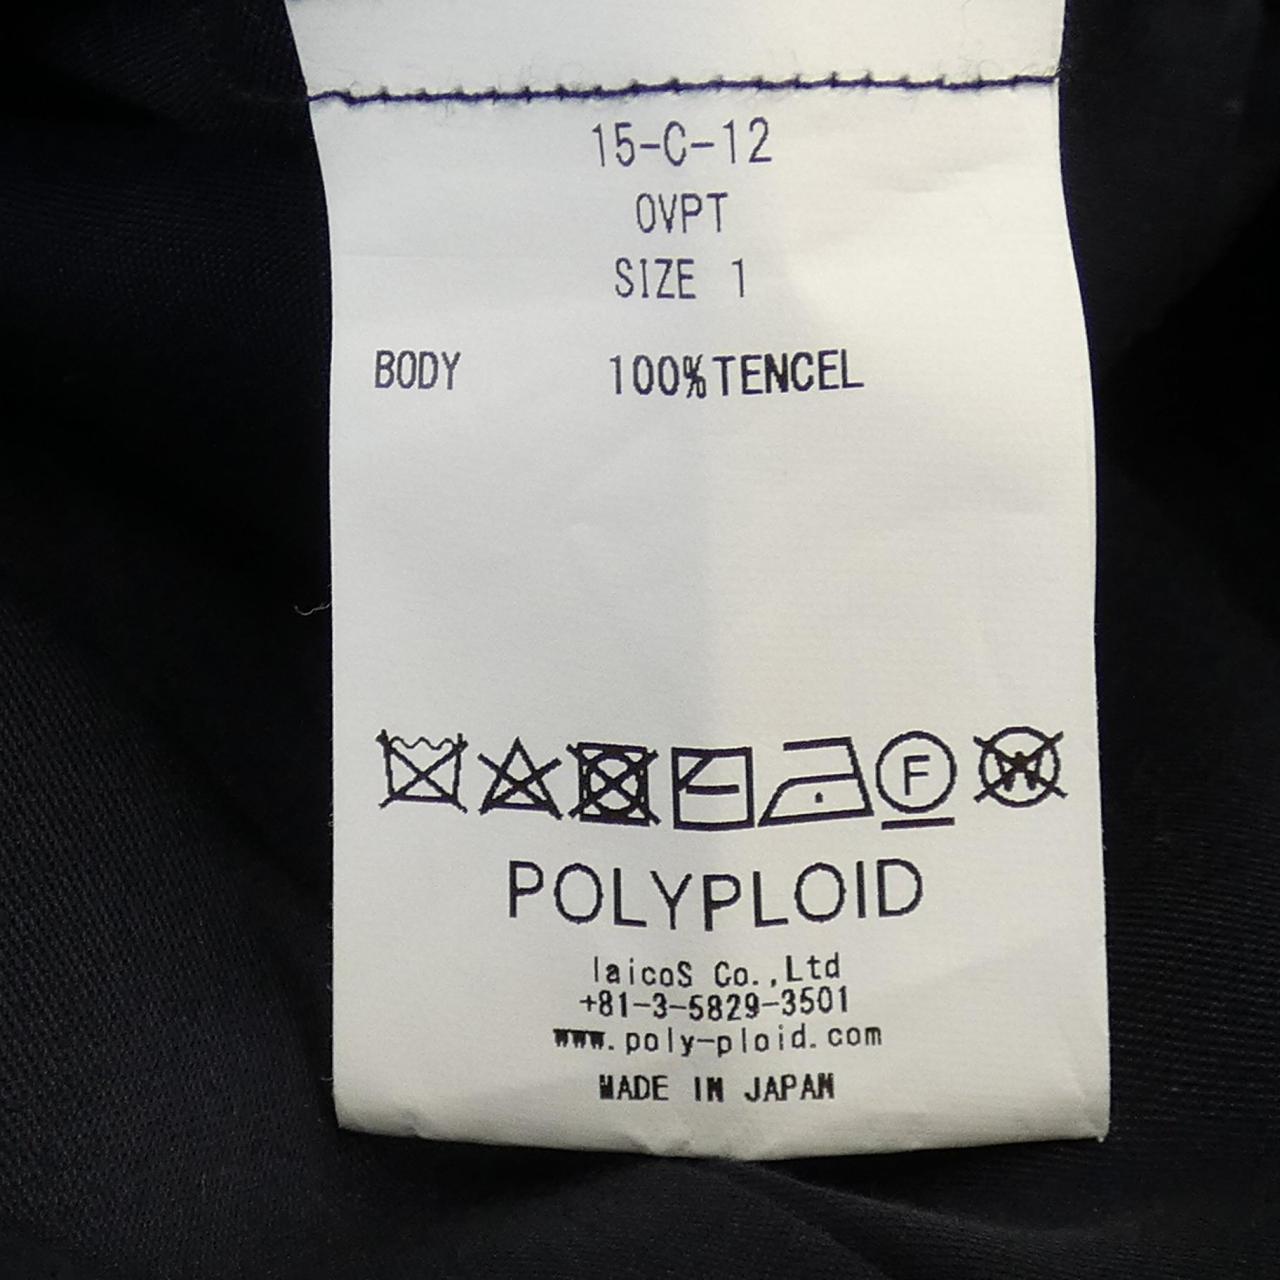 15-C-12
OVPT
SIZE 1
BODY 100%TENCEL
F
W
POLYPLOID
laicoS Co.,Ltd
+81-3-5829-3501
www.poly-ploid.com
MADE IN JAPAN